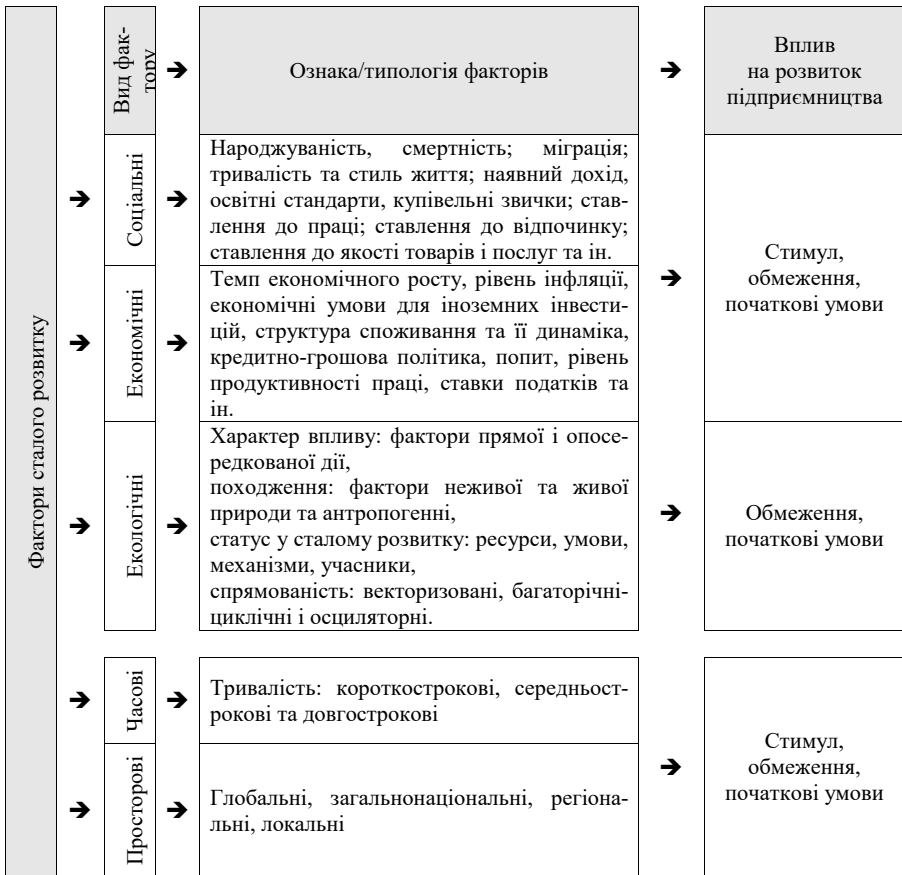 Фактори сталого розвитку
Вид фак-
тору
Ознака/типологія факторів
Вплив
на розвиток
підприємництва
Соціальні
Народжуваність, смертність; міграція;
тривалість та стиль життя; наявний дохід,
освітні стандарти, купівельні звички; став-
лення до праці; ставлення до відпочинку;
ставлення до якості товарів і послуг та ін.
Стимул,
обмеження,
початкові умови
Економічні
Темп економічного росту, рівень інфляції,
економічні умови для іноземних інвести-
цій, структура споживання та її динаміка,
кредитно-грошова політика, попит, рівень
продуктивності праці, ставки податків та
ін.
Екологічні
Характер впливу: фактори прямої і опосе-
редкованої дії,
походження: фактори неживої та живої
природи та антропогенні,
статус у сталому розвитку: ресурси, умови,
механізми, учасники,
спрямованість: векторизовані, багаторічні-
циклічні і осциляторні.
Обмеження,
початкові умови
Часові
Тривалість: короткострокові, середньост-
рокові та довгострокові
Стимул,
обмеження,
початкові умови
Просторові
Глобальні, загальнонаціональні, регіона-
льні, локальні